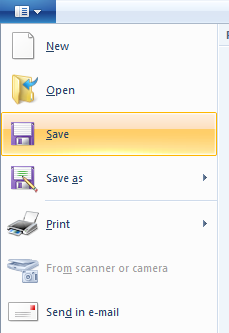 New
Open
Save
Save as
Print
From scanner or camera
Send in e-mail